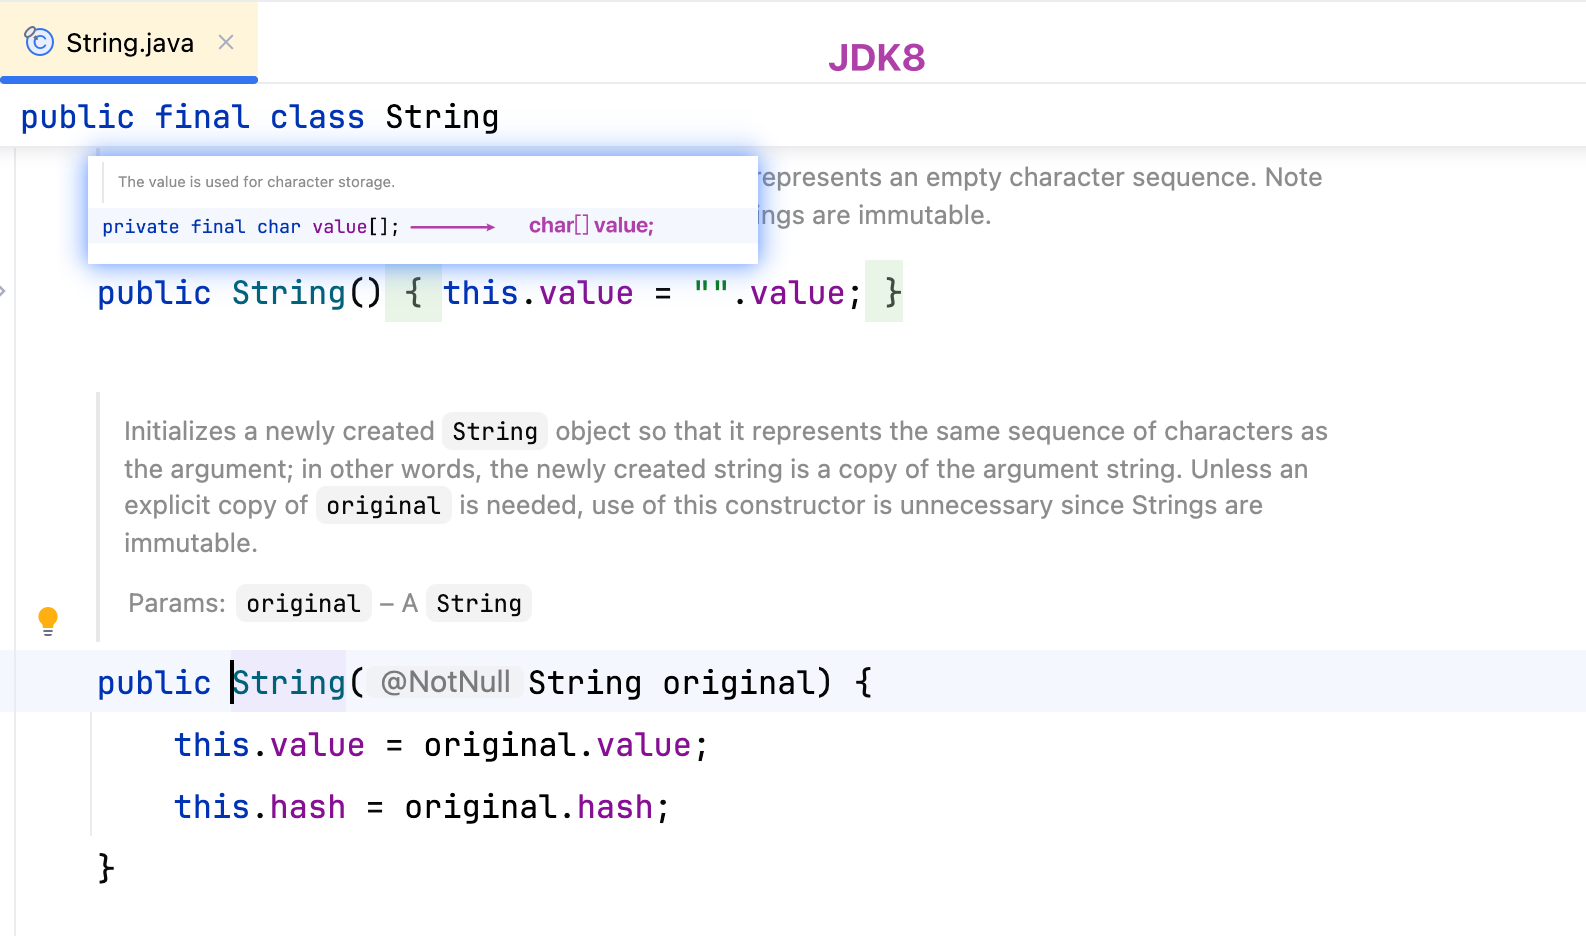 String.java
JDK8
public final class String
The value is used for character storage.
private final char value[]; char[] value;
epresents an empty character sequence. Note
ngs are immutable.
public String() { this.value = "".value; }
Initializes a newly created String object so that it represents the same sequence of characters as
the argument; in other words, the newly created string is a copy of the argument string. Unless an
explicit copy of original is needed, use of this constructor is unnecessary since Strings are
immutable.
Params: original – A String
public String( @NotNull String original) {
this.value = original.value;
this.hash = original.hash;
}